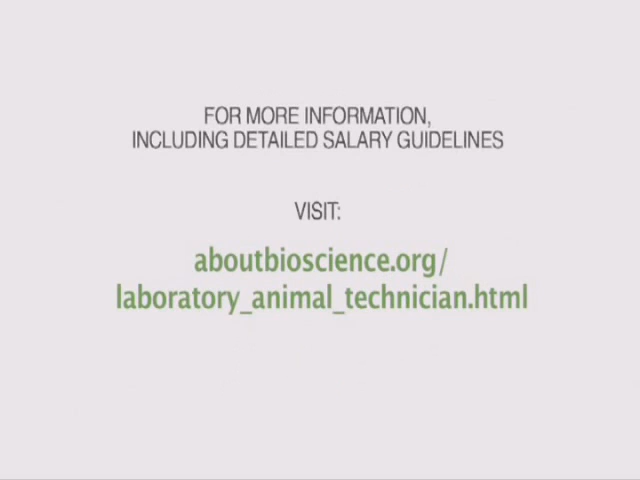 FOR MORE INFORMATION,
INCLUDING DETAILED SALARY GUIDELINES
VISIT:
aboutbioscience.org/
laboratory_animal_technician.html